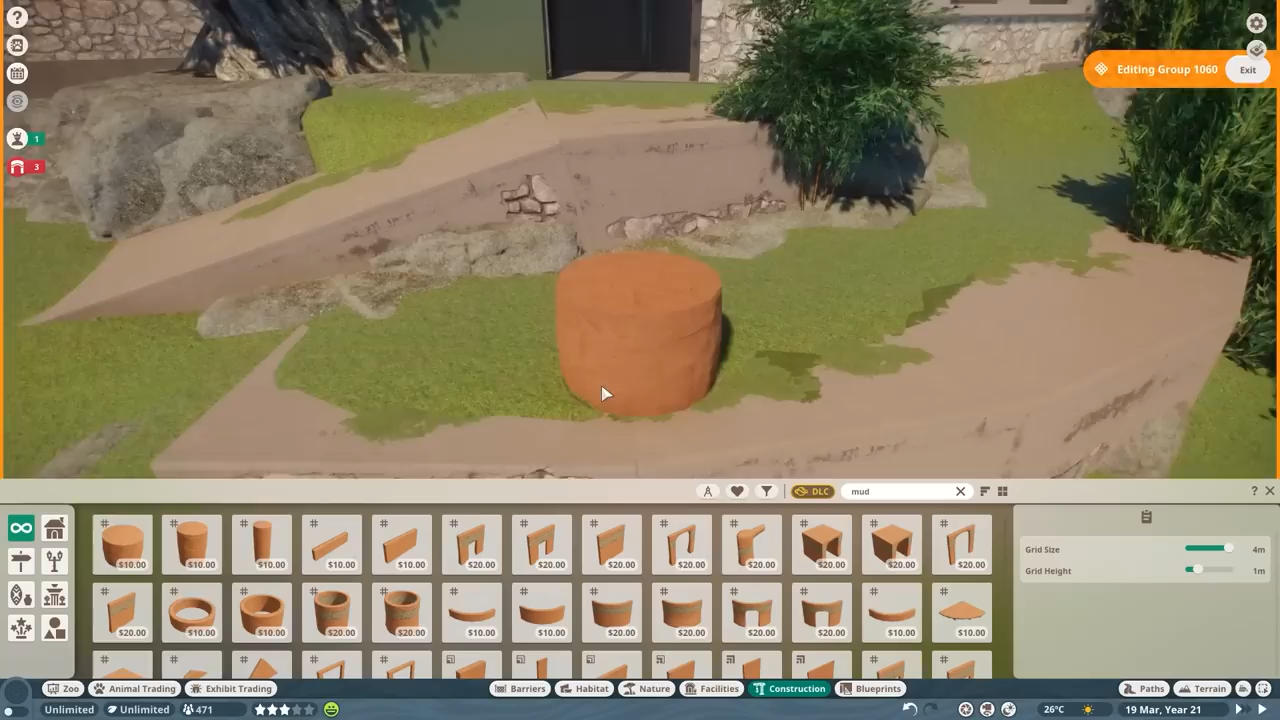 ?
Editing Group 1060
Exit
1
3
DLC
mud
?
$10.00
$10.00
$10.00
$10.00
$10.00
$20.00
$20.00
$20.00
$20.00
$20.00
$20.00
$20.00
$20.00
Grid Size
4m
Grid Height
1m
$20.00
$10.00
$10.00
$20.00
$20.00
$10.00
$10.00
$20.00
$20.00
$20.00
$20.00
$10.00
$10.00
Zoo
Animal Trading
Exhibit Trading
Barriers
Habitat
Nature
Facilities
Construction
Blueprints
Paths
Terrain
Unlimited
Unlimited
471
26°C
19 Mar, Year 21